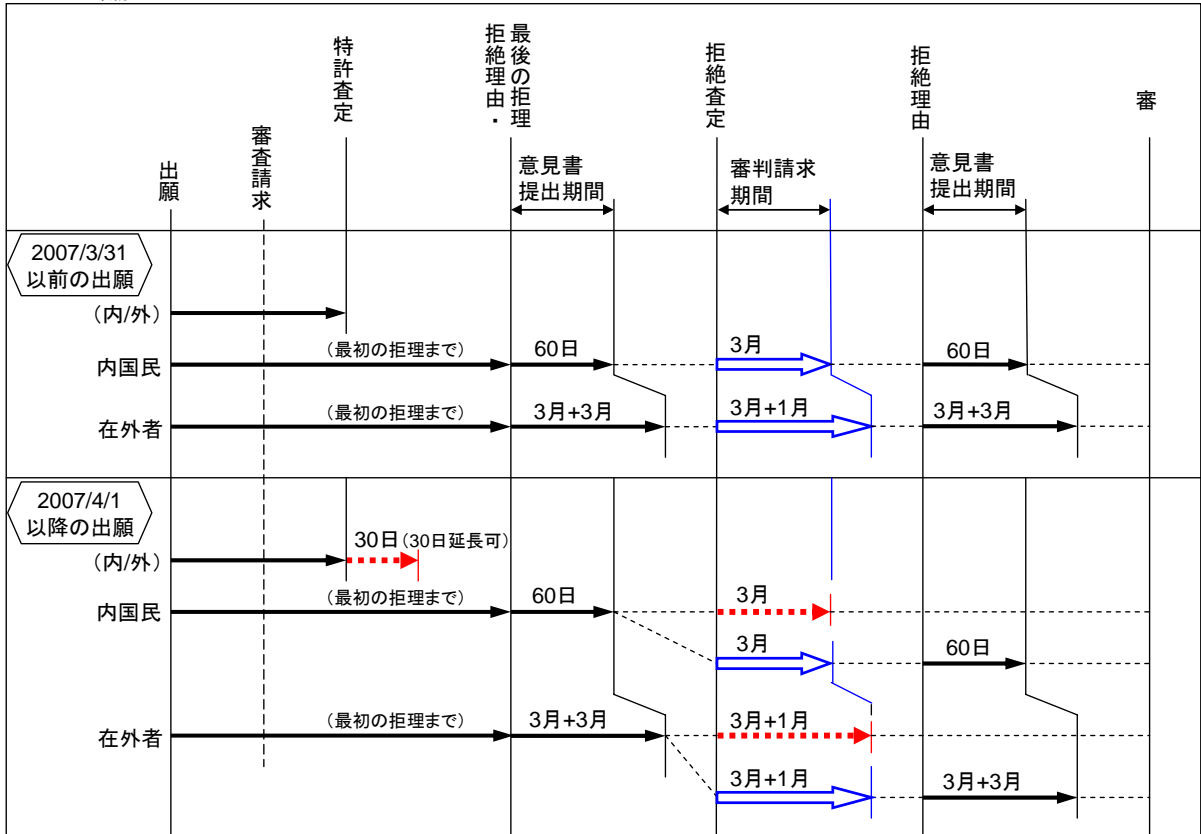 出願
審査請求
特許査定
最後の拒理
拒絶理由・
拒絶査定
拒絶理由
審
意見書
提出期間
審判請求
期間
意見書
提出期間
2007/3/31
以前の出願
(内/外)
内国民
(最初の拒理まで)
60日
3月
60日
在外者
(最初の拒理まで)
3月+3月
3月+1月
3月+3月
2007/4/1
以降の出願
(内/外)
30日(30日延長可)
内国民
(最初の拒理まで)
60日
3月
3月
60日
在外者
(最初の拒理まで)
3月+3月
3月+1月
3月+1月
3月+3月